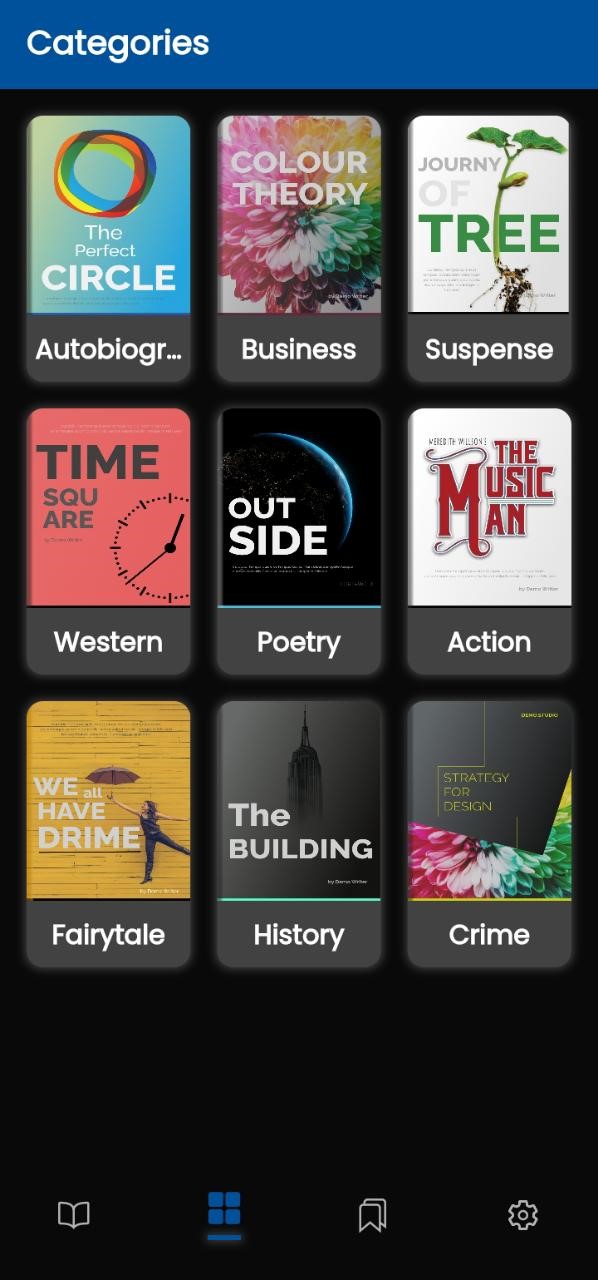 Categories
The
Perfect
CIRCLE
Autobiogr...
COLOUR
THEORY
by Demo Writer
Business
JOURNY
OF
TREE
Suspense
TIME
SQU
ARE
by Demo Writer
Western
OUT
SIDE
Poetry
MEREDITH WILLSON'S
THE
MUSIC
MAN
by Demo Writer
Action
WE all
HAVE
DRIME
by Demo Writer
Fairytale
The
BUILDING
by Demo Writer
History
DEMO.STUDIO
STRATEGY
FOR
DESIGN
Crime